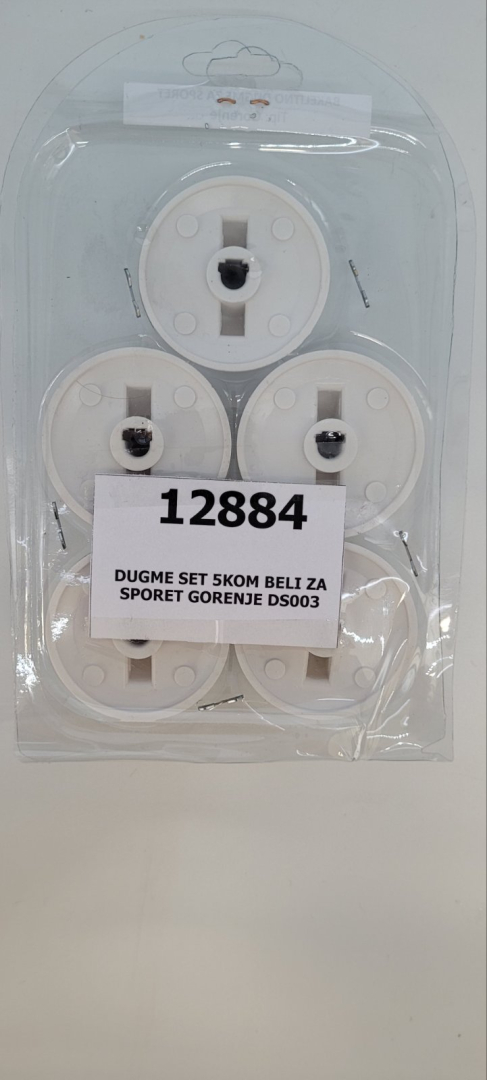 12884
DUGME SET 5KOM BELI ZA
SPORET GORENJE DS003